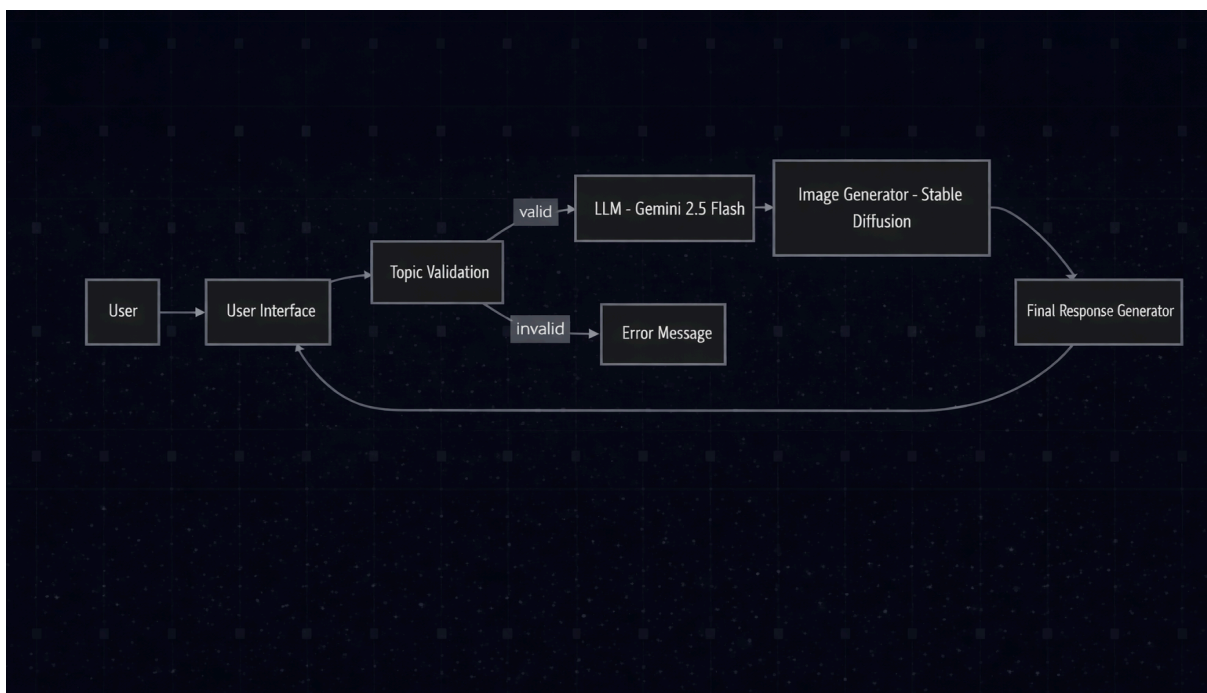 User
User Interface
Topic Validation
valid
invalid
LLM - Gemini 2.5 Flash
Error Message
Image Generator - Stable
Diffusion
Final Response Generator